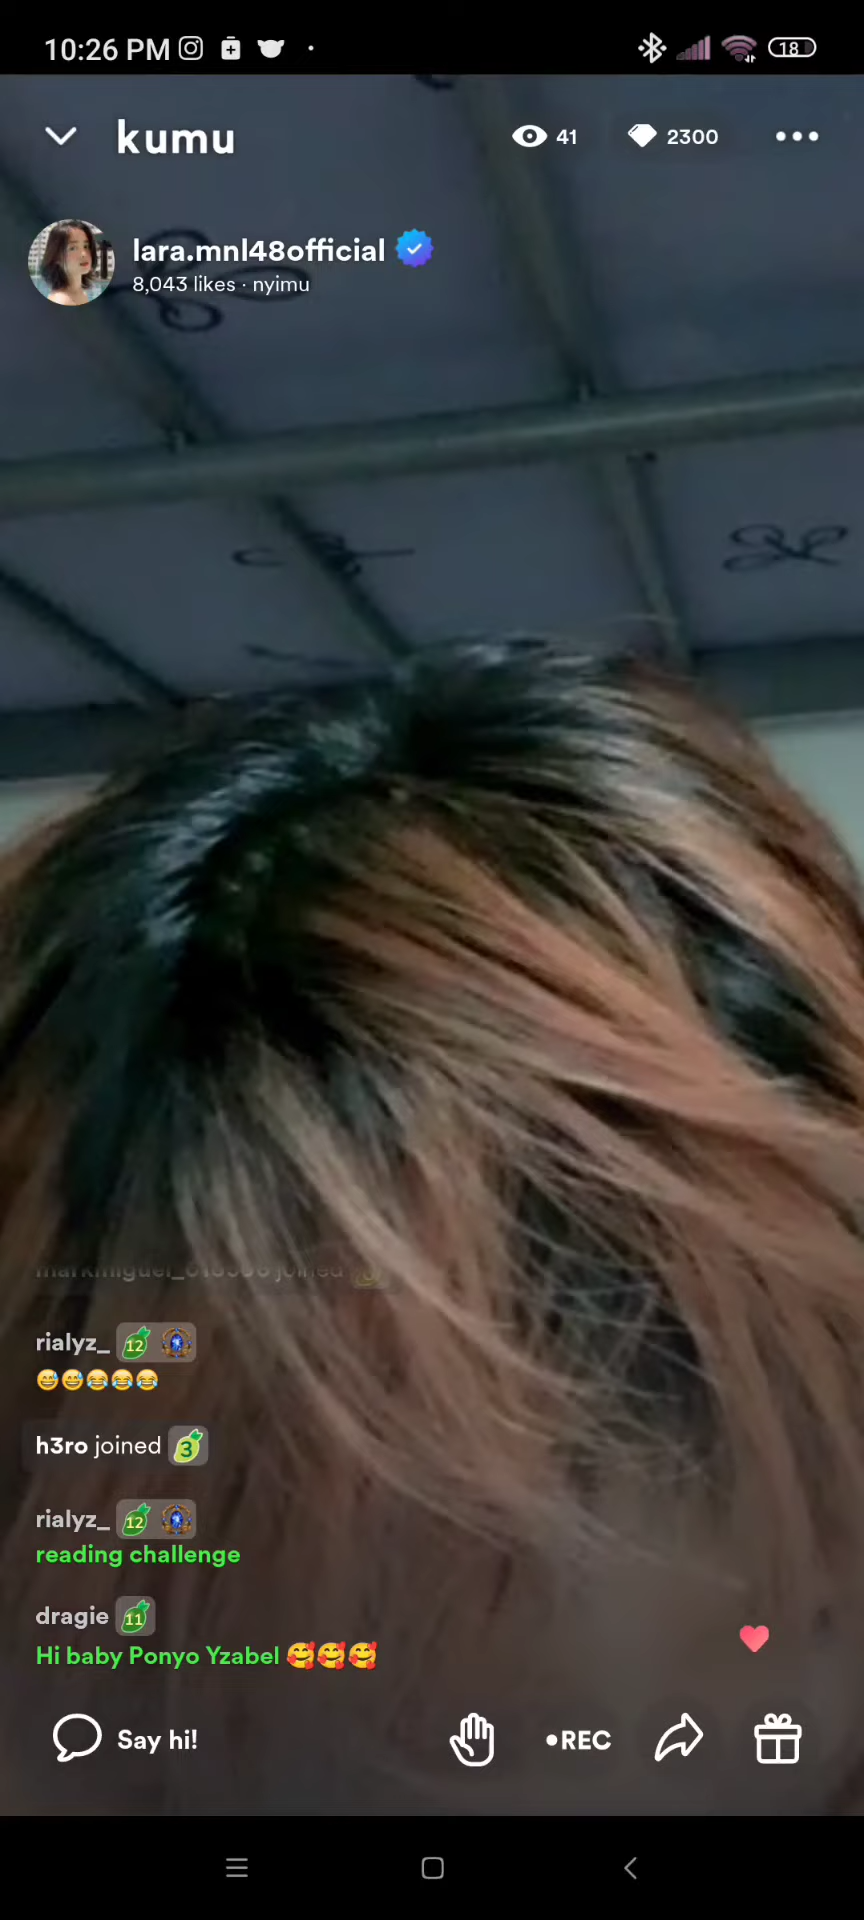 10:26 PM
18
kumu
41
2300
lara.mnl48official
8,043 likes · nyimu
joined
rialyz_ 12
😅😅😂😂😂
h3ro joined 3
rialyz_ 12
reading challenge
dragie 11
Hi baby Ponyo Yzabel 🥰🥰🥰
Say hi!
•REC